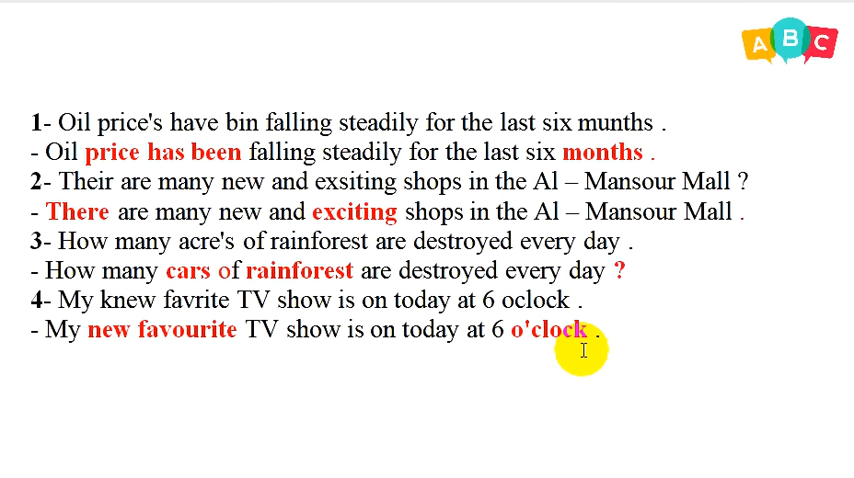 A B C
1- Oil price's have bin falling steadily for the last six munths .
- Oil price has been falling steadily for the last six months .
2- Their are many new and exsiting shops in the Al – Mansour Mall ?
- There are many new and exciting shops in the Al – Mansour Mall .
3- How many acre's of rainforest are destroyed every day .
- How many cars of rainforest are destroyed every day ?
4- My knew favrite TV show is on today at 6 oclock .
- My new favourite TV show is on today at 6 o'clock .